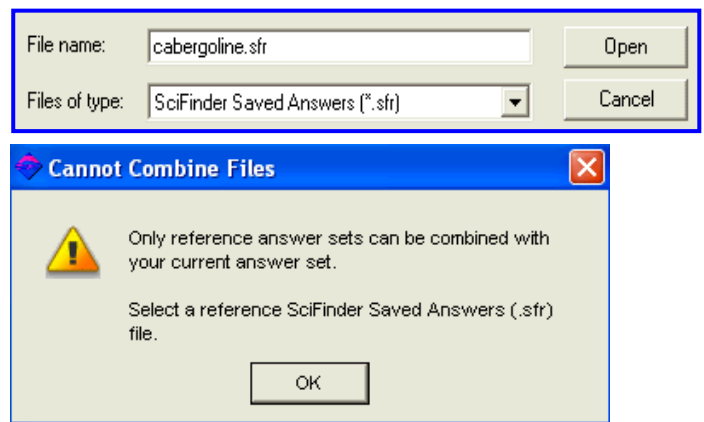 File name: cabergoline.sfr Open
Files of type: SciFinder Saved Answers (*.sfr) Cancel
Cannot Combine Files
Only reference answer sets can be combined with
your current answer set.
Select a reference SciFinder Saved Answers (.sfr)
file.
OK